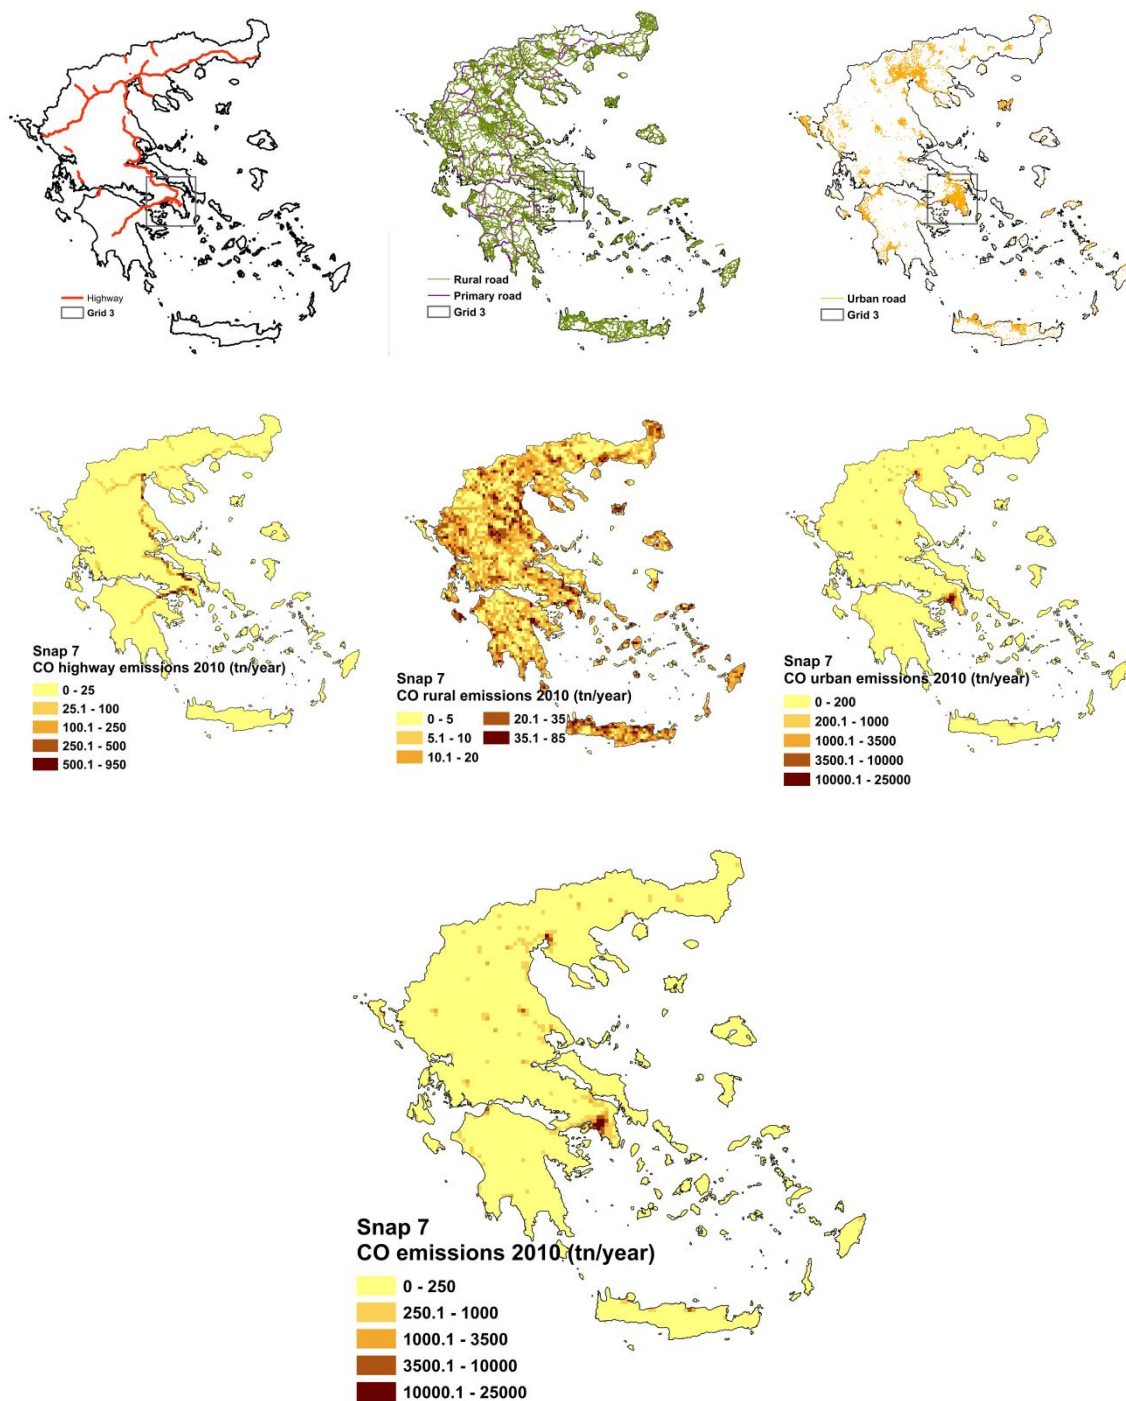 Highway
Grid 3
Rural road
Primary road
Grid 3
Urban road
Grid 3
Snap 7
CO highway emissions 2010 (tn/year)
0 - 25
25.1 - 100
100.1 - 250
250.1 - 500
500.1 - 950
Snap 7
CO rural emissions 2010 (tn/year)
0 - 5
5.1 - 10
10.1 - 20
20.1 - 35
35.1 - 85
Snap 7
CO urban emissions 2010 (tn/year)
0 - 200
200.1 - 1000
1000.1 - 3500
3500.1 - 10000
10000.1 - 25000
Snap 7
CO emissions 2010 (tn/year)
0 - 250
250.1 - 1000
1000.1 - 3500
3500.1 - 10000
10000.1 - 25000